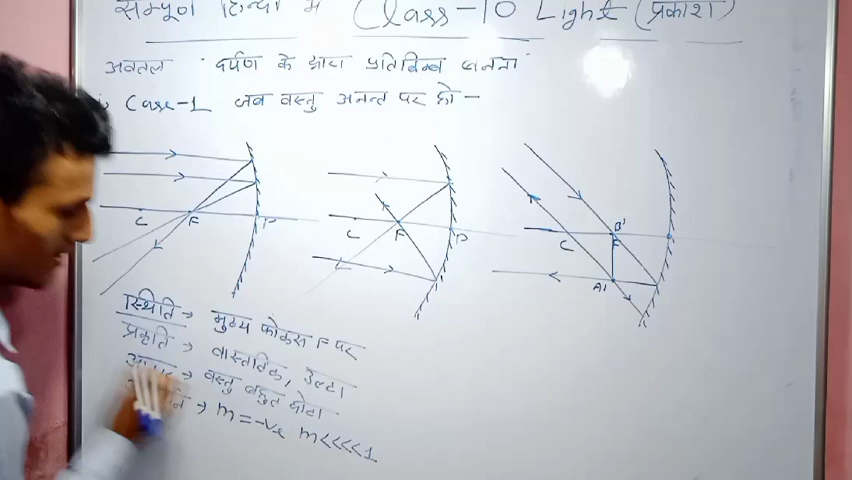 सम्पूर्ण हिन्दी में Class-10 Light (प्रकाश)
अवतल दर्पण के द्वारा प्रतिबिम्ब बनना
Case-1 जब वस्तु अनन्त पर हो -
C F P
C F P
C F B' A'
स्थिति → मुख्य फोकस F पर
प्रकृति → वास्तविक, उल्टा
→ वस्तु बहुत छोटा
→ m = -ve m<<<<1